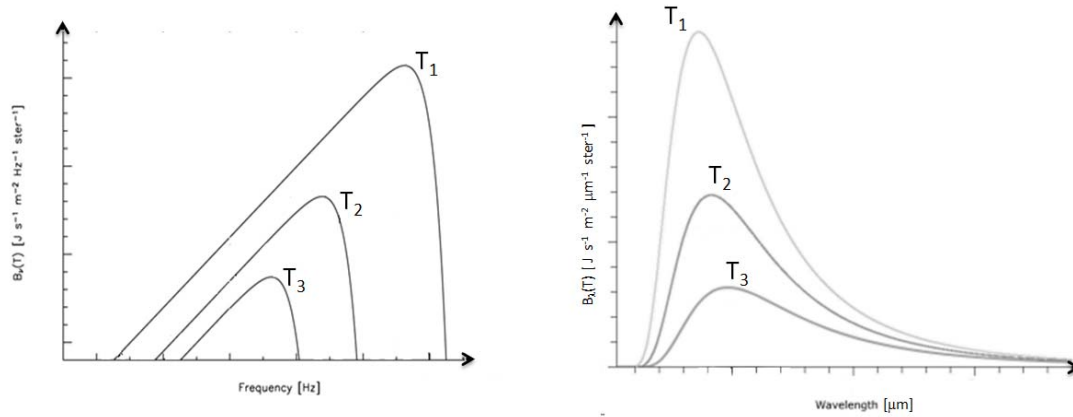 T₁
T₂
T₃
Bᵥ(T) [J s⁻¹ m⁻² Hz⁻¹ ster⁻¹]
Frequency [Hz]
T₁
T₂
T₃
Bλ(T) [ J s⁻¹ m⁻² μm⁻¹ ster⁻¹ ]
Wavelength [μm]